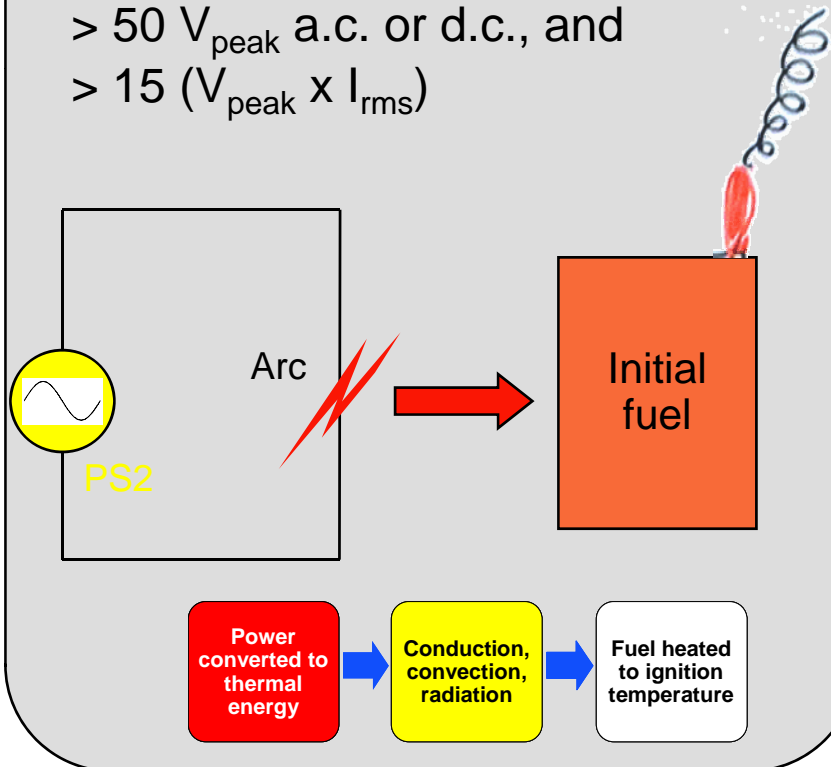 > 50 Vpeak a.c. or d.c., and
> 15 (Vpeak x Irms)
Arc
Initial
fuel
PS2
Power
converted to
thermal
energy
Conduction,
convection,
radiation
Fuel heated
to ignition
temperature